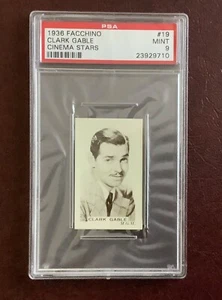 PSA
1936 FACCHINO #19
CLARK GABLE MINT
CINEMA STARS 9
23929710
CLARK GABLE
M.G.M.